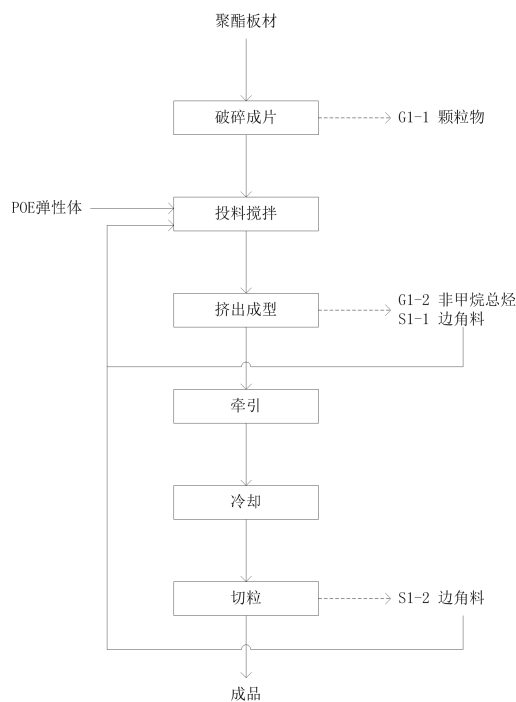 聚酯板材
破碎成片
G1-1 颗粒物
POE弹性体
投料搅拌
挤出成型
G1-2 非甲烷总烃
S1-1 边角料
牵引
冷却
切粒
S1-2 边角料
成品